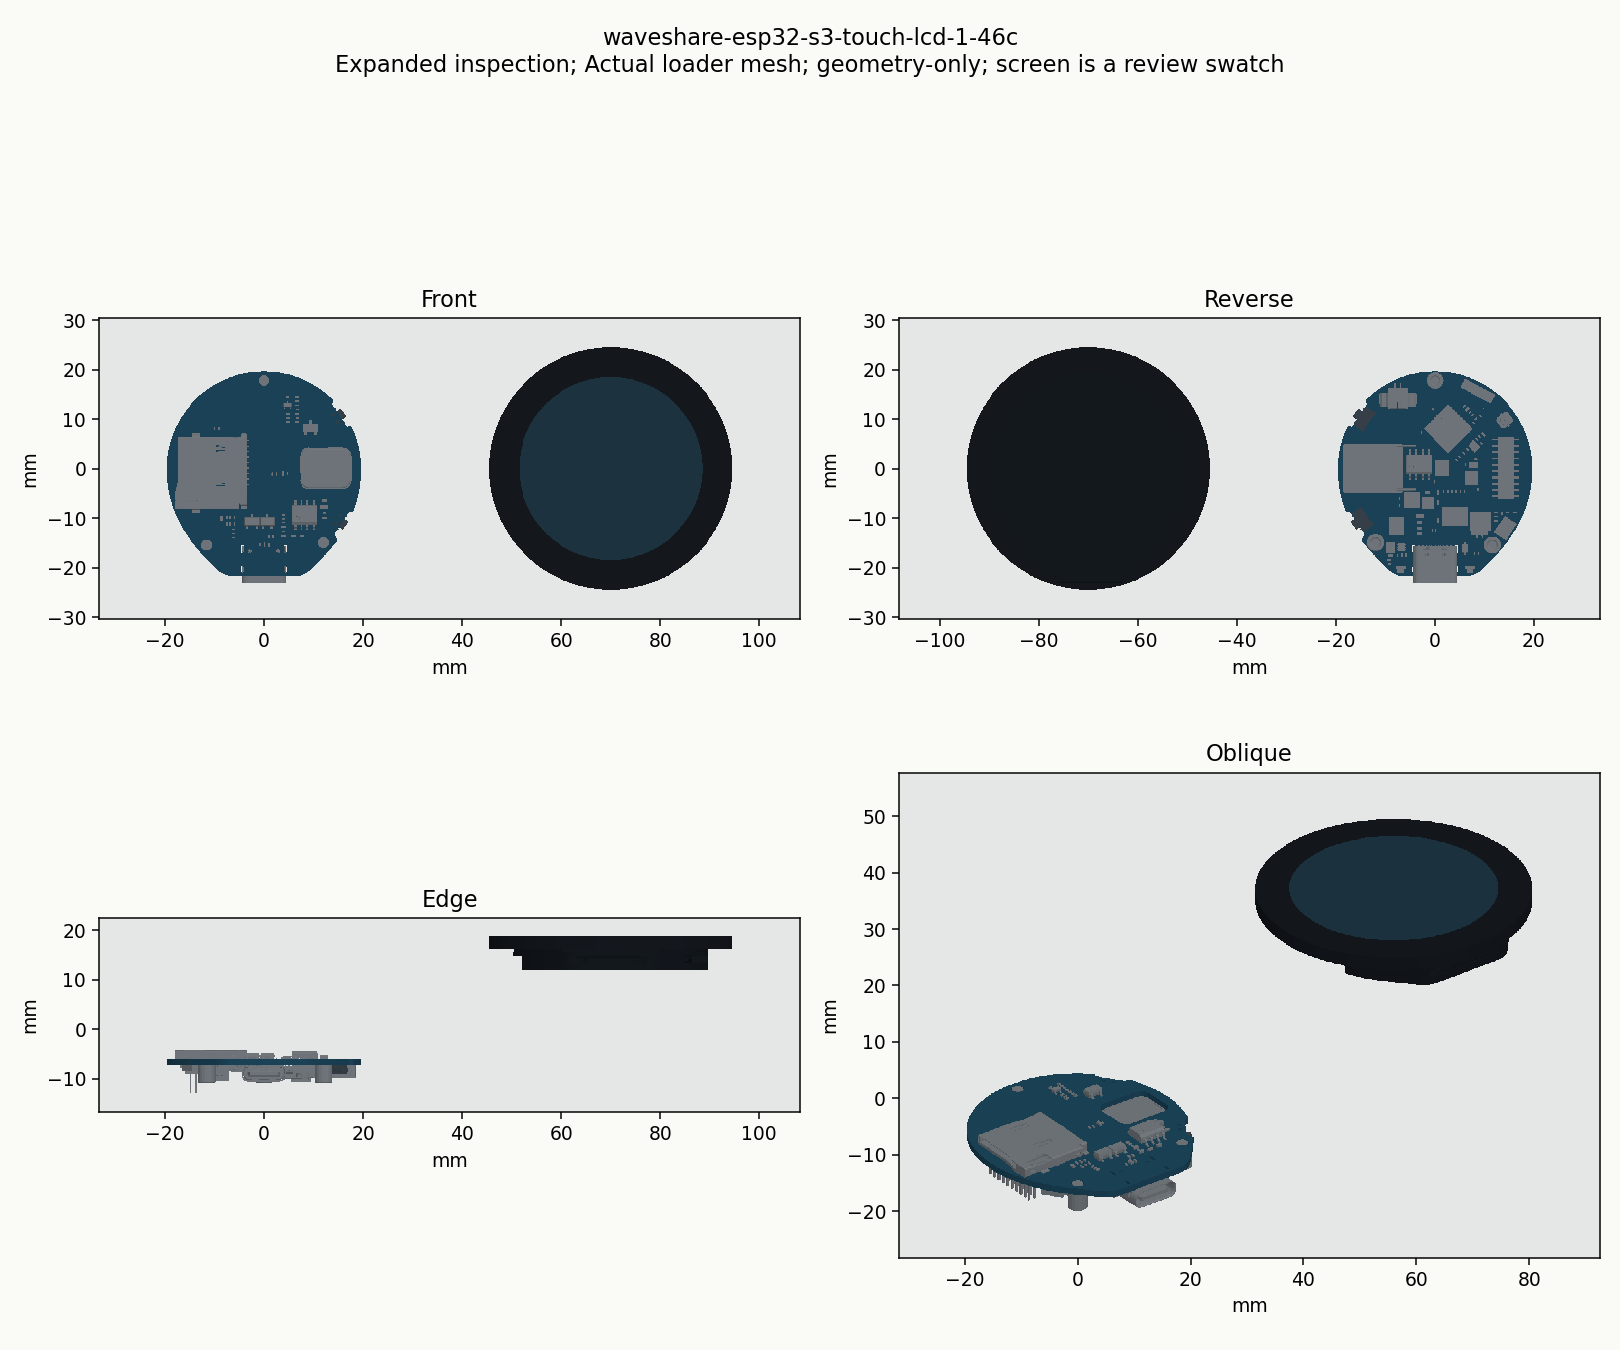 waveshare-esp32-s3-touch-lcd-1-46c
Expanded inspection; Actual loader mesh; geometry-only; screen is a review swatch
Front
30
20
10
0
−10
−20
−30
mm
−20 0 20 40 60 80 100
mm
Reverse
30
20
10
0
−10
−20
−30
mm
−100 −80 −60 −40 −20 0 20
mm
Edge
20
10
0
−10
mm
−20 0 20 40 60 80 100
mm
Oblique
50
40
30
20
10
0
−10
−20
mm
−20 0 20 40 60 80
mm